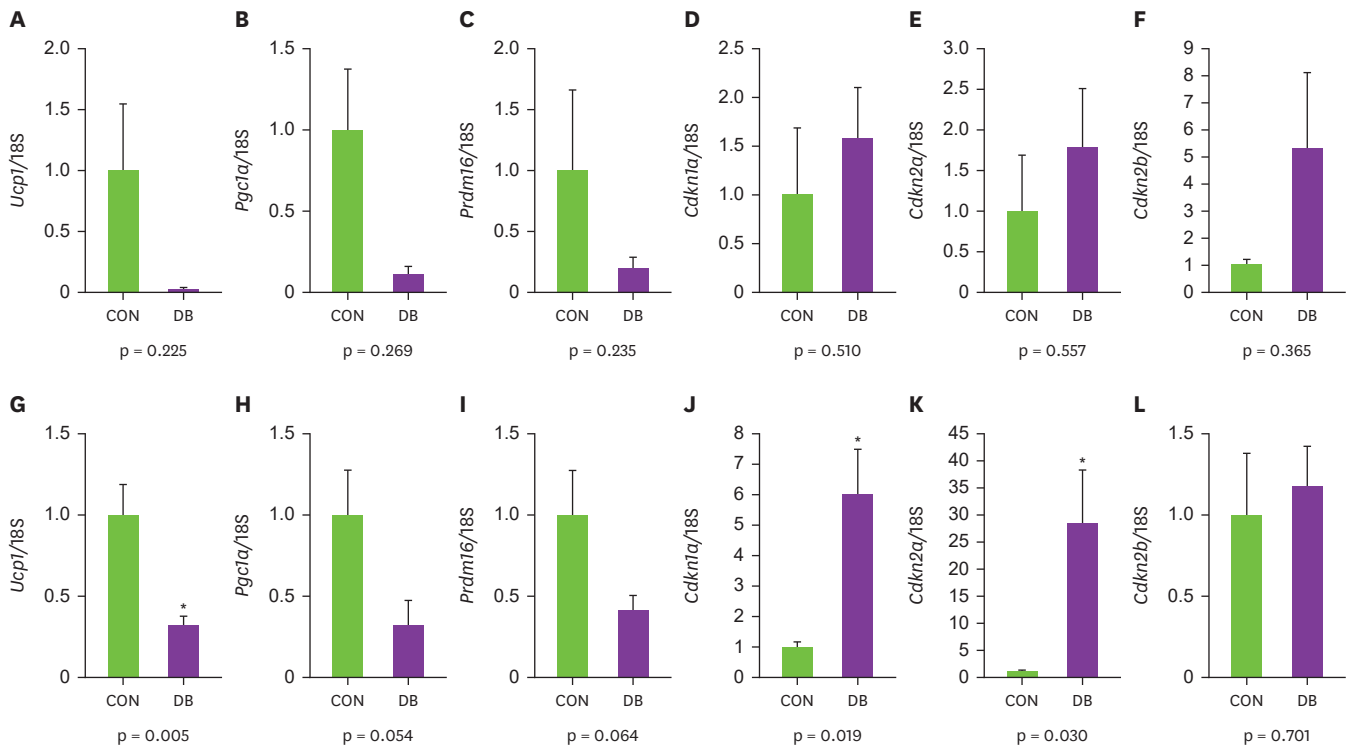 A
Ucp1/18S
2.0
1.5
1.0
0.5
0
CON DB
p = 0.225
B
Pgc1a/18S
1.5
1.0
0.5
0
CON DB
p = 0.269
C
Prdm16/18S
2.0
1.5
1.0
0.5
0
CON DB
p = 0.235
D
Cdkn1a/18S
2.5
2.0
1.5
1.0
0.5
0
CON DB
p = 0.510
E
Cdkn2a/18S
3.0
2.5
2.0
1.5
1.0
0.5
0
CON DB
p = 0.557
F
Cdkn2b/18S
9
8
7
6
5
4
3
2
1
0
CON DB
p = 0.365
G
Ucp1/18S
1.5
1.0
0.5
0
*
CON DB
p = 0.005
H
Pgc1a/18S
1.5
1.0
0.5
0
CON DB
p = 0.054
I
Prdm16/18S
1.5
1.0
0.5
0
CON DB
p = 0.064
J
Cdkn1a/18S
8
7
6
5
4
3
2
1
0
*
CON DB
p = 0.019
K
Cdkn2a/18S
45
40
35
30
25
20
15
10
5
0
*
CON DB
p = 0.030
L
Cdkn2b/18S
1.5
1.0
0.5
0
CON DB
p = 0.701